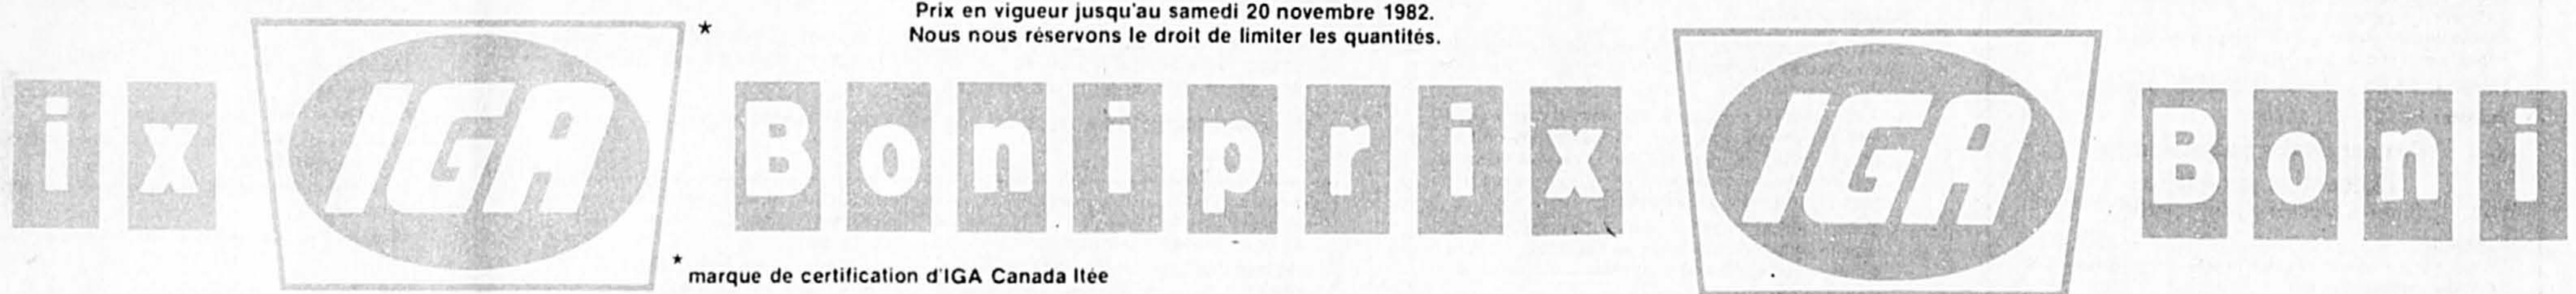 Prix en vigueur jusqu'au samedi 20 novembre 1982.
Nous nous réservons le droit de limiter les quantités.
ix IGA * Boniprix IGA Boni
* marque de certification d'IGA Canada ltée